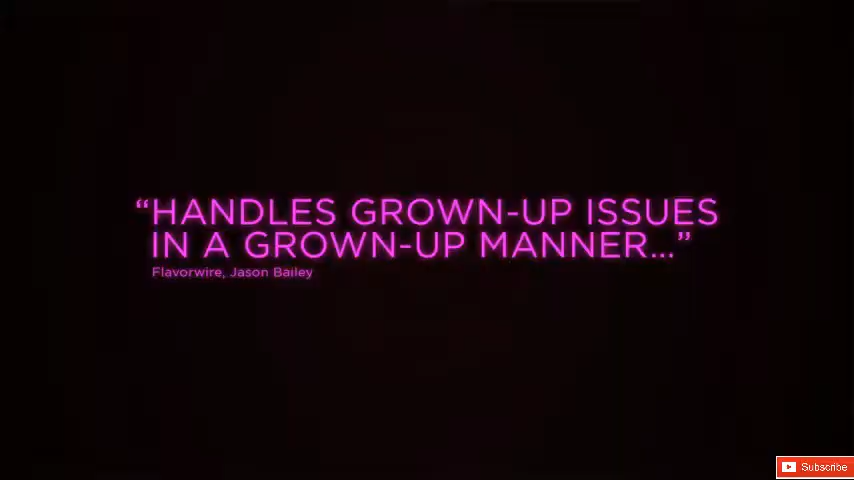 “HANDLES GROWN-UP ISSUES
IN A GROWN-UP MANNER...”
Flavorwire, Jason Bailey
Subscribe